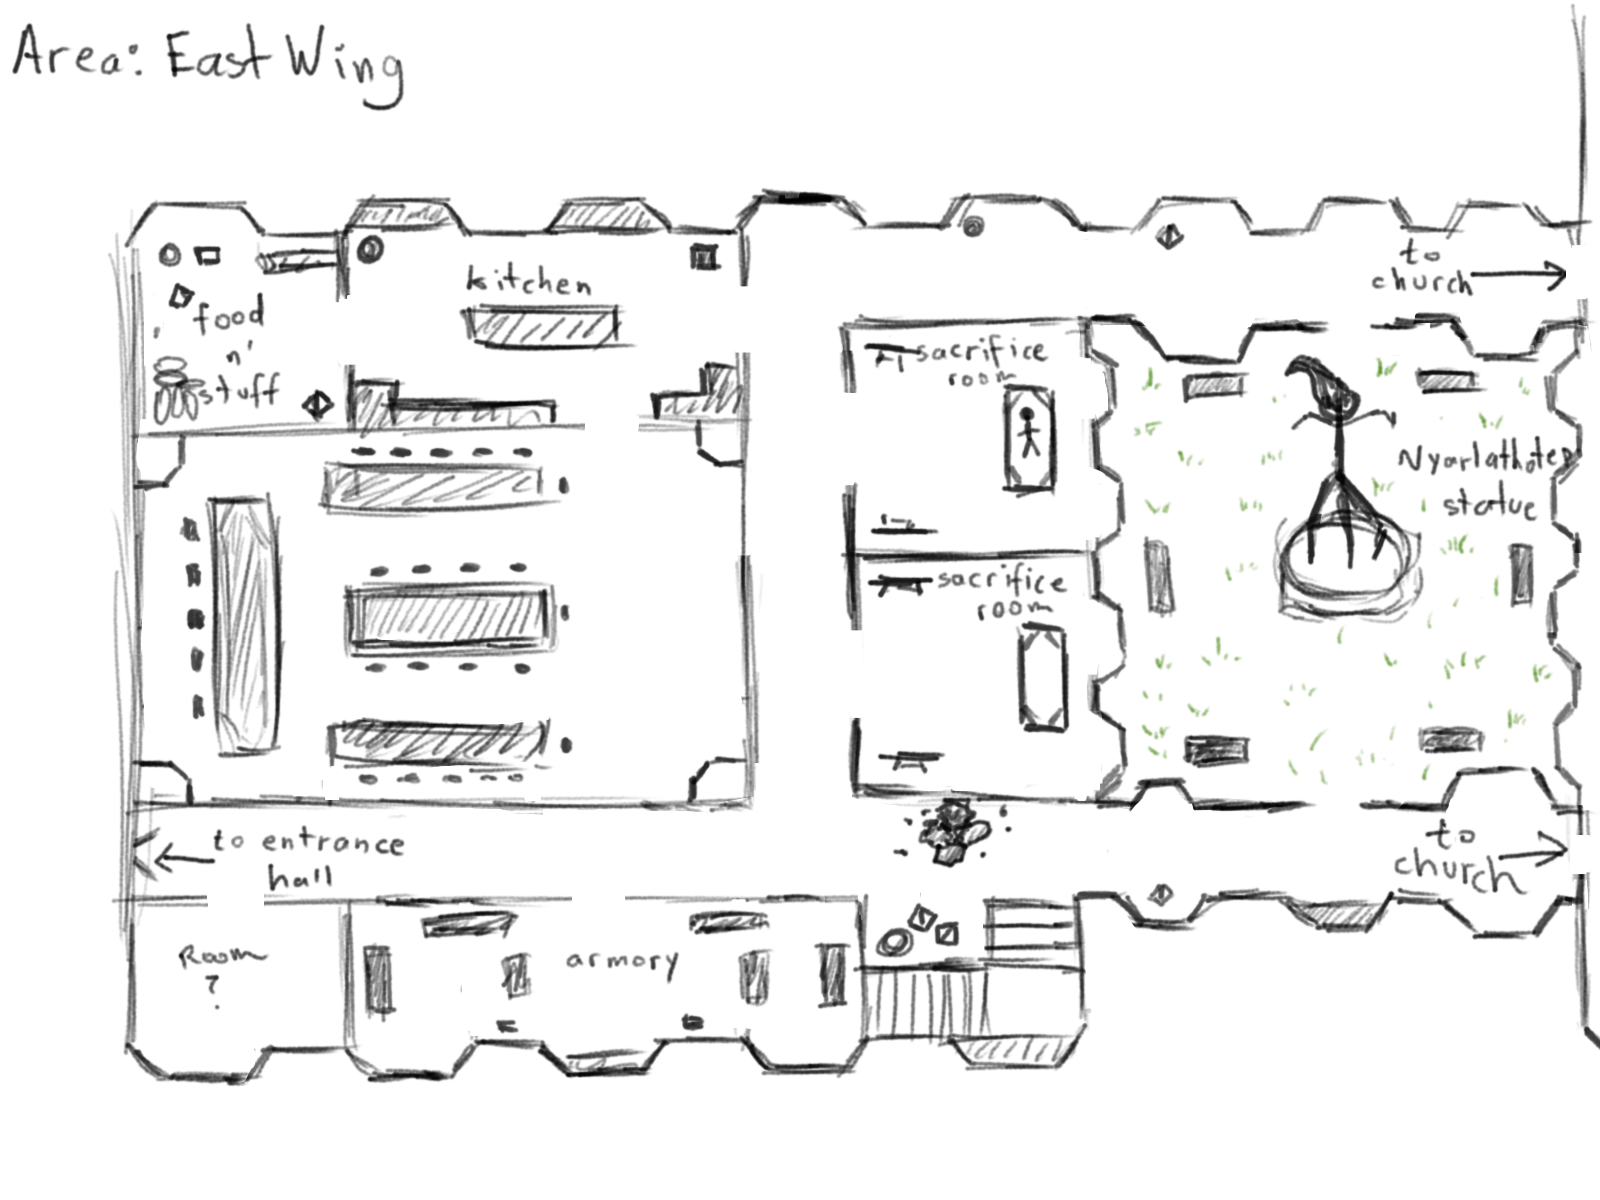 Area: East Wing
to
church
kitchen
food
n'
stuff
sacrifice
room
Nyarlathotep
statue
sacrifice
room
to entrance
hall
to
church
Room
?
armory